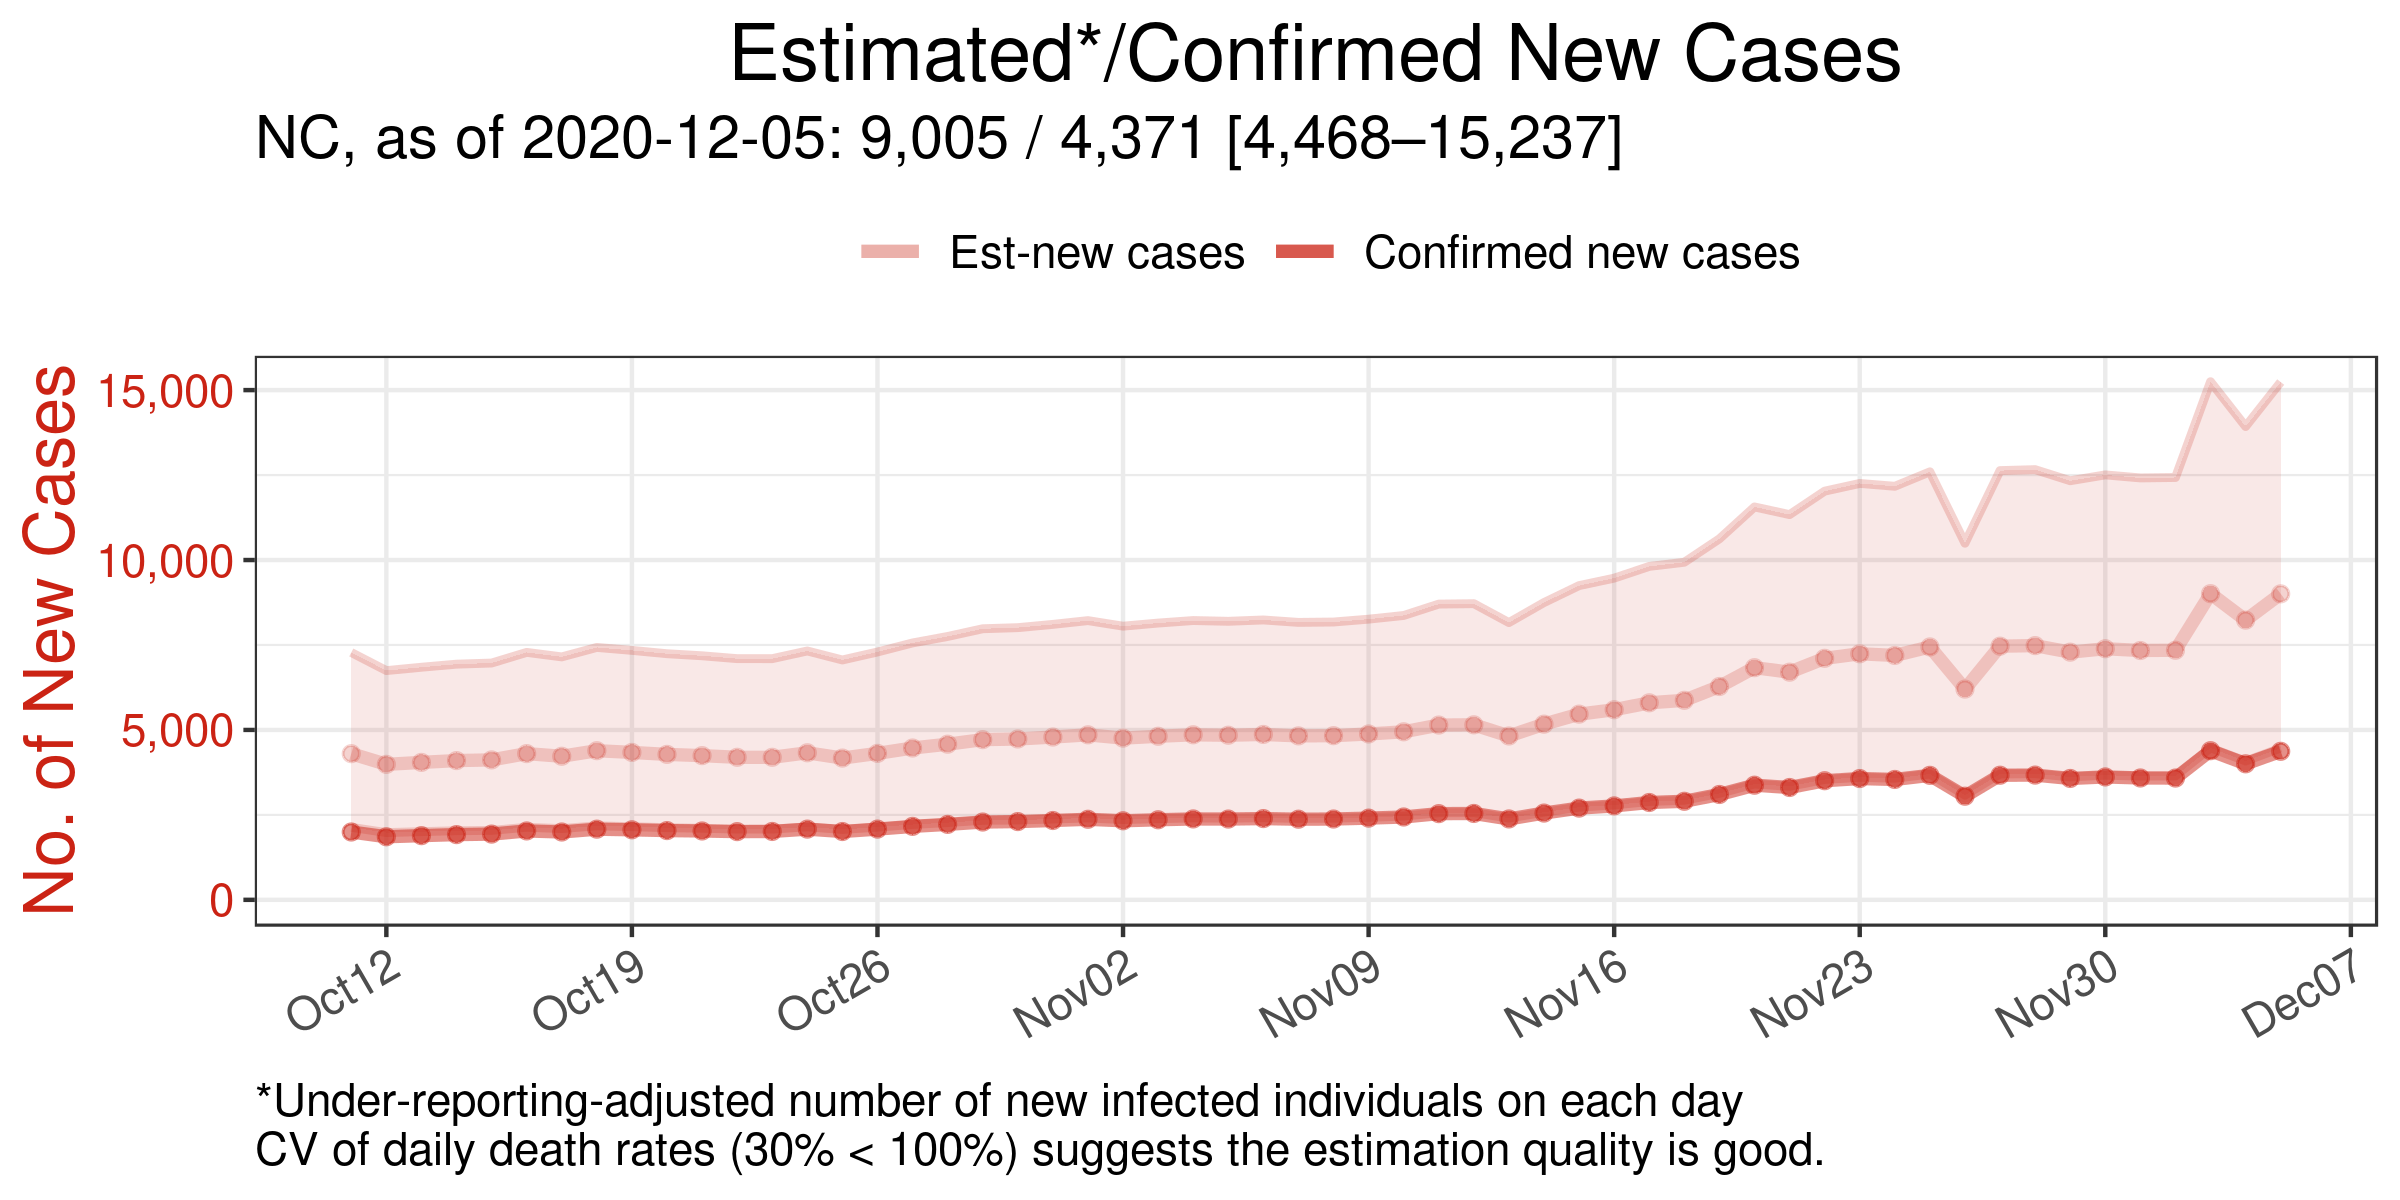 Estimated*/Confirmed New Cases
NC, as of 2020-12-05: 9,005 / 4,371 [4,468–15,237]
Est-new cases
Confirmed new cases
No. of New Cases
15,000
10,000
5,000
0
Oct12
Oct19
Oct26
Nov02
Nov09
Nov16
Nov23
Nov30
Dec07
*Under-reporting-adjusted number of new infected individuals on each day
CV of daily death rates (30% < 100%) suggests the estimation quality is good.